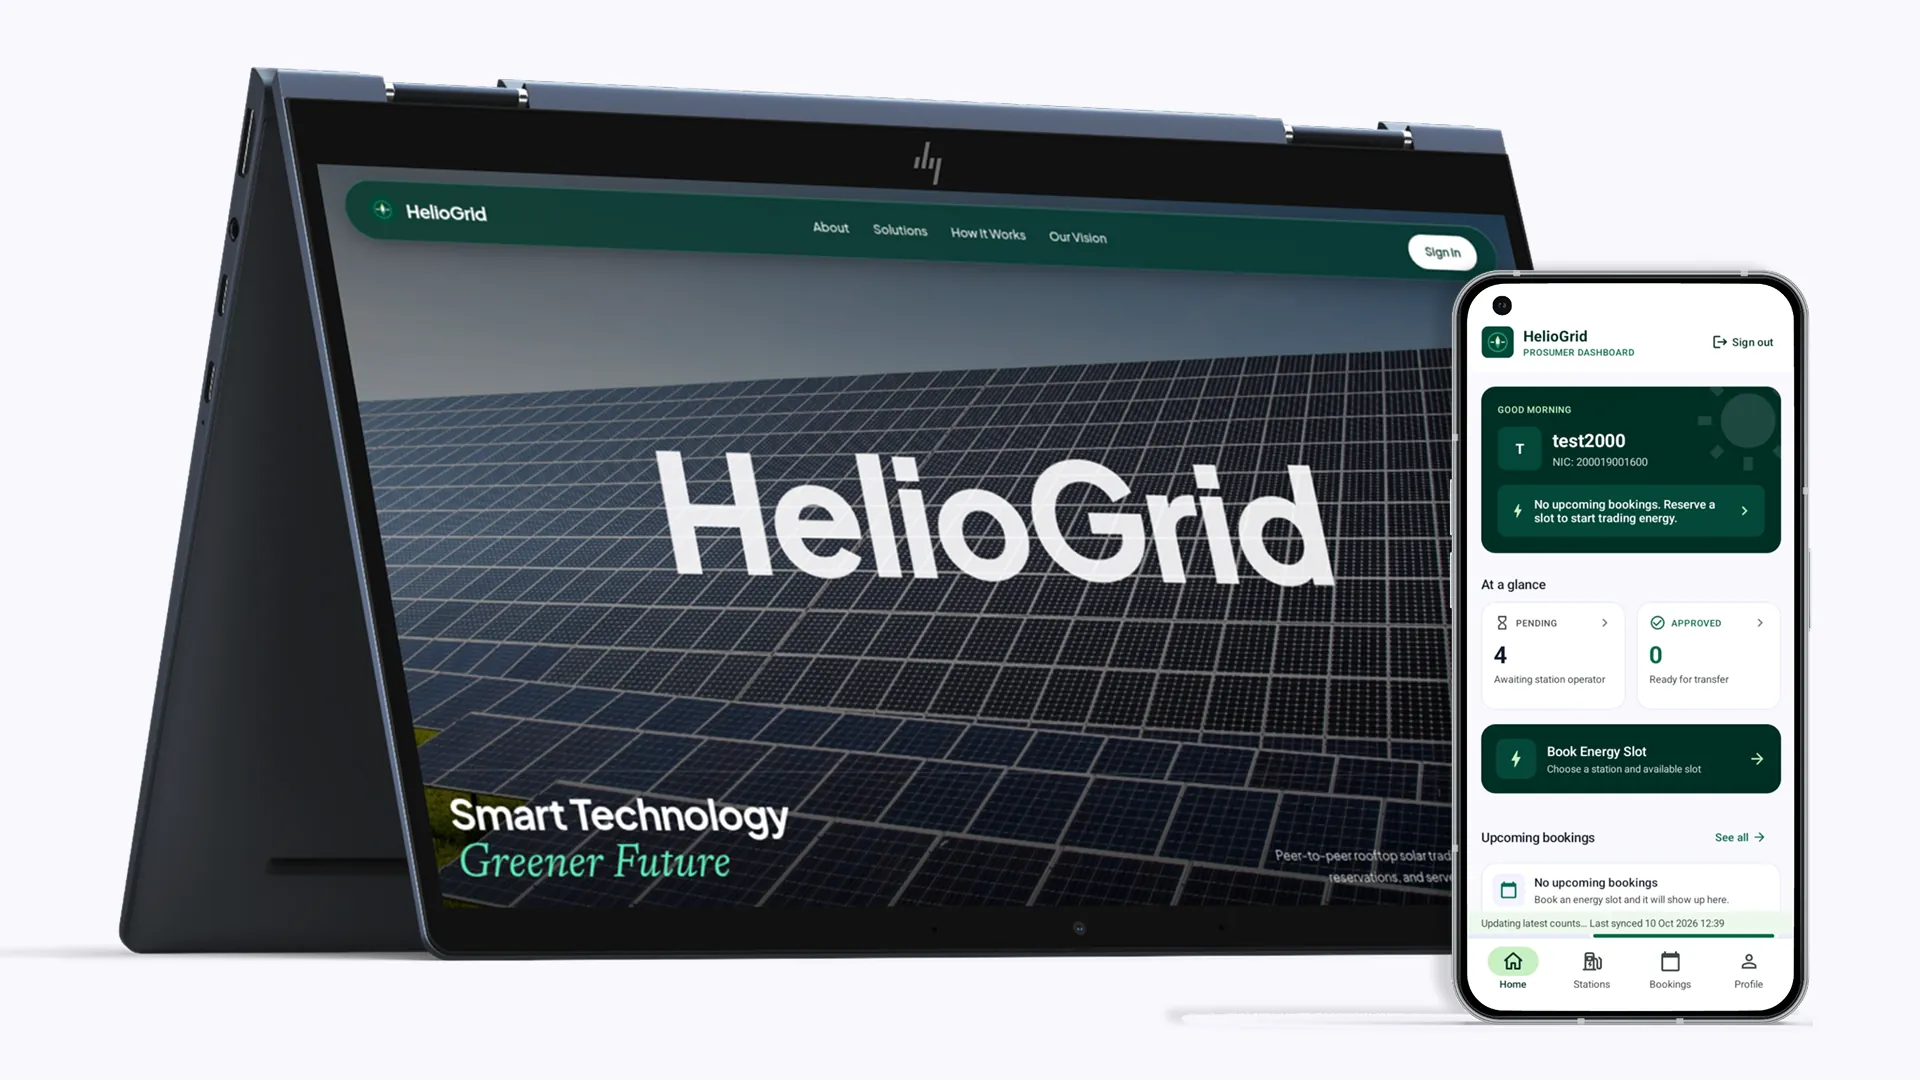 HelioGrid
About
Solutions
How It Works
Our Vision
Sign In
HelioGrid
Smart Technology
Greener Future
Peer-to-peer rooftop solar
reservations, and
HelioGrid
PROSUMER DASHBOARD
Sign out
GOOD MORNING
T
test2000
NIC: 200019001600
No upcoming bookings. Reserve a
slot to start trading energy.
At a glance
PENDING
4
Awaiting station operator
APPROVED
0
Ready for transfer
Book Energy Slot
Choose a station and available slot
Upcoming bookings
See all
No upcoming bookings
Book an energy slot and it will show up here.
Updating latest counts... Last synced 10 Oct 2026 12:39
Home
Stations
Bookings
Profile